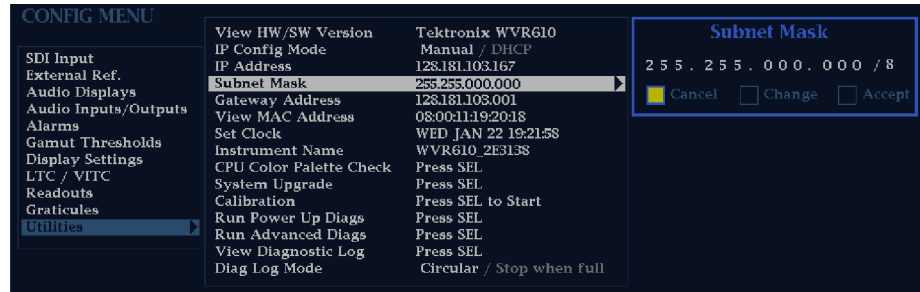 CONFIG MENU
SDI Input
External Ref.
Audio Displays
Audio Inputs/Outputs
Alarms
Gamut Thresholds
Display Settings
LTC / VITC
Readouts
Graticules
Utilities
View HW/SW Version Tektronix WVR610
IP Config Mode Manual / DHCP
IP Address 128.181.103.167
Subnet Mask 255.255.000.000
Gateway Address 128.181.103.001
View MAC Address 08:00:11:19:20:18
Set Clock WED JAN 22 19:21:58
Instrument Name WVR610_2E3138
CPU Color Palette Check Press SEL
System Upgrade Press SEL
Calibration Press SEL to Start
Run Power Up Diags Press SEL
Run Advanced Diags Press SEL
View Diagnostic Log Press SEL
Diag Log Mode Circular / Stop when full
Subnet Mask
255.255.000.000 /8
Cancel Change Accept